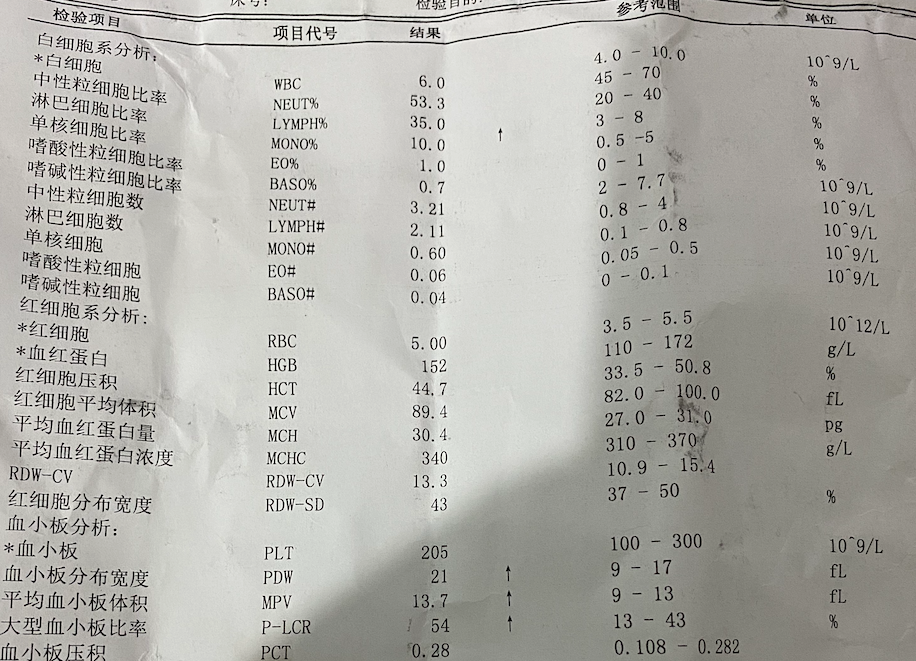 检验目的:
检验项目 项目代号 结果 参考范围 单位
白细胞系分析:
*白细胞 WBC 6.0 4.0 - 10.0 10^9/L
中性粒细胞比率 NEUT% 53.3 45 - 70 %
淋巴细胞比率 LYMPH% 35.0 20 - 40 %
单核细胞比率 MONO% 10.0 ↑ 3 - 8 %
嗜酸性粒细胞比率 EO% 1.0 0.5 -5 %
嗜碱性粒细胞比率 BASO% 0.7 0 - 1 %
中性粒细胞数 NEUT# 3.21 2 - 7.7 10^9/L
淋巴细胞数 LYMPH# 2.11 0.8 - 4 10^9/L
单核细胞 MONO# 0.60 0.1 - 0.8 10^9/L
嗜酸性粒细胞 EO# 0.06 0.05 - 0.5 10^9/L
嗜碱性粒细胞 BASO# 0.04 0 - 0.1 10^9/L
红细胞系分析:
*红细胞 RBC 5.00 3.5 - 5.5 10^12/L
*血红蛋白 HGB 152 110 - 172 g/L
红细胞压积 HCT 44.7 33.5 - 50.8 %
红细胞平均体积 MCV 89.4 82.0 - 100.0 fL
平均血红蛋白量 MCH 30.4 27.0 - 31.0 pg
平均血红蛋白浓度 MCHC 340 310 - 370 g/L
RDW-CV RDW-CV 13.3 10.9 - 15.4
红细胞分布宽度 RDW-SD 43 37 - 50 %
血小板分析:
*血小板 PLT 205 100 - 300 10^9/L
血小板分布宽度 PDW 21 ↑ 9 - 17 fL
平均血小板体积 MPV 13.7 ↑ 9 - 13 fL
大型血小板比率 P-LCR 54 ↑ 13 - 43 %
血小板压积 PCT 0.28 0.108 - 0.282